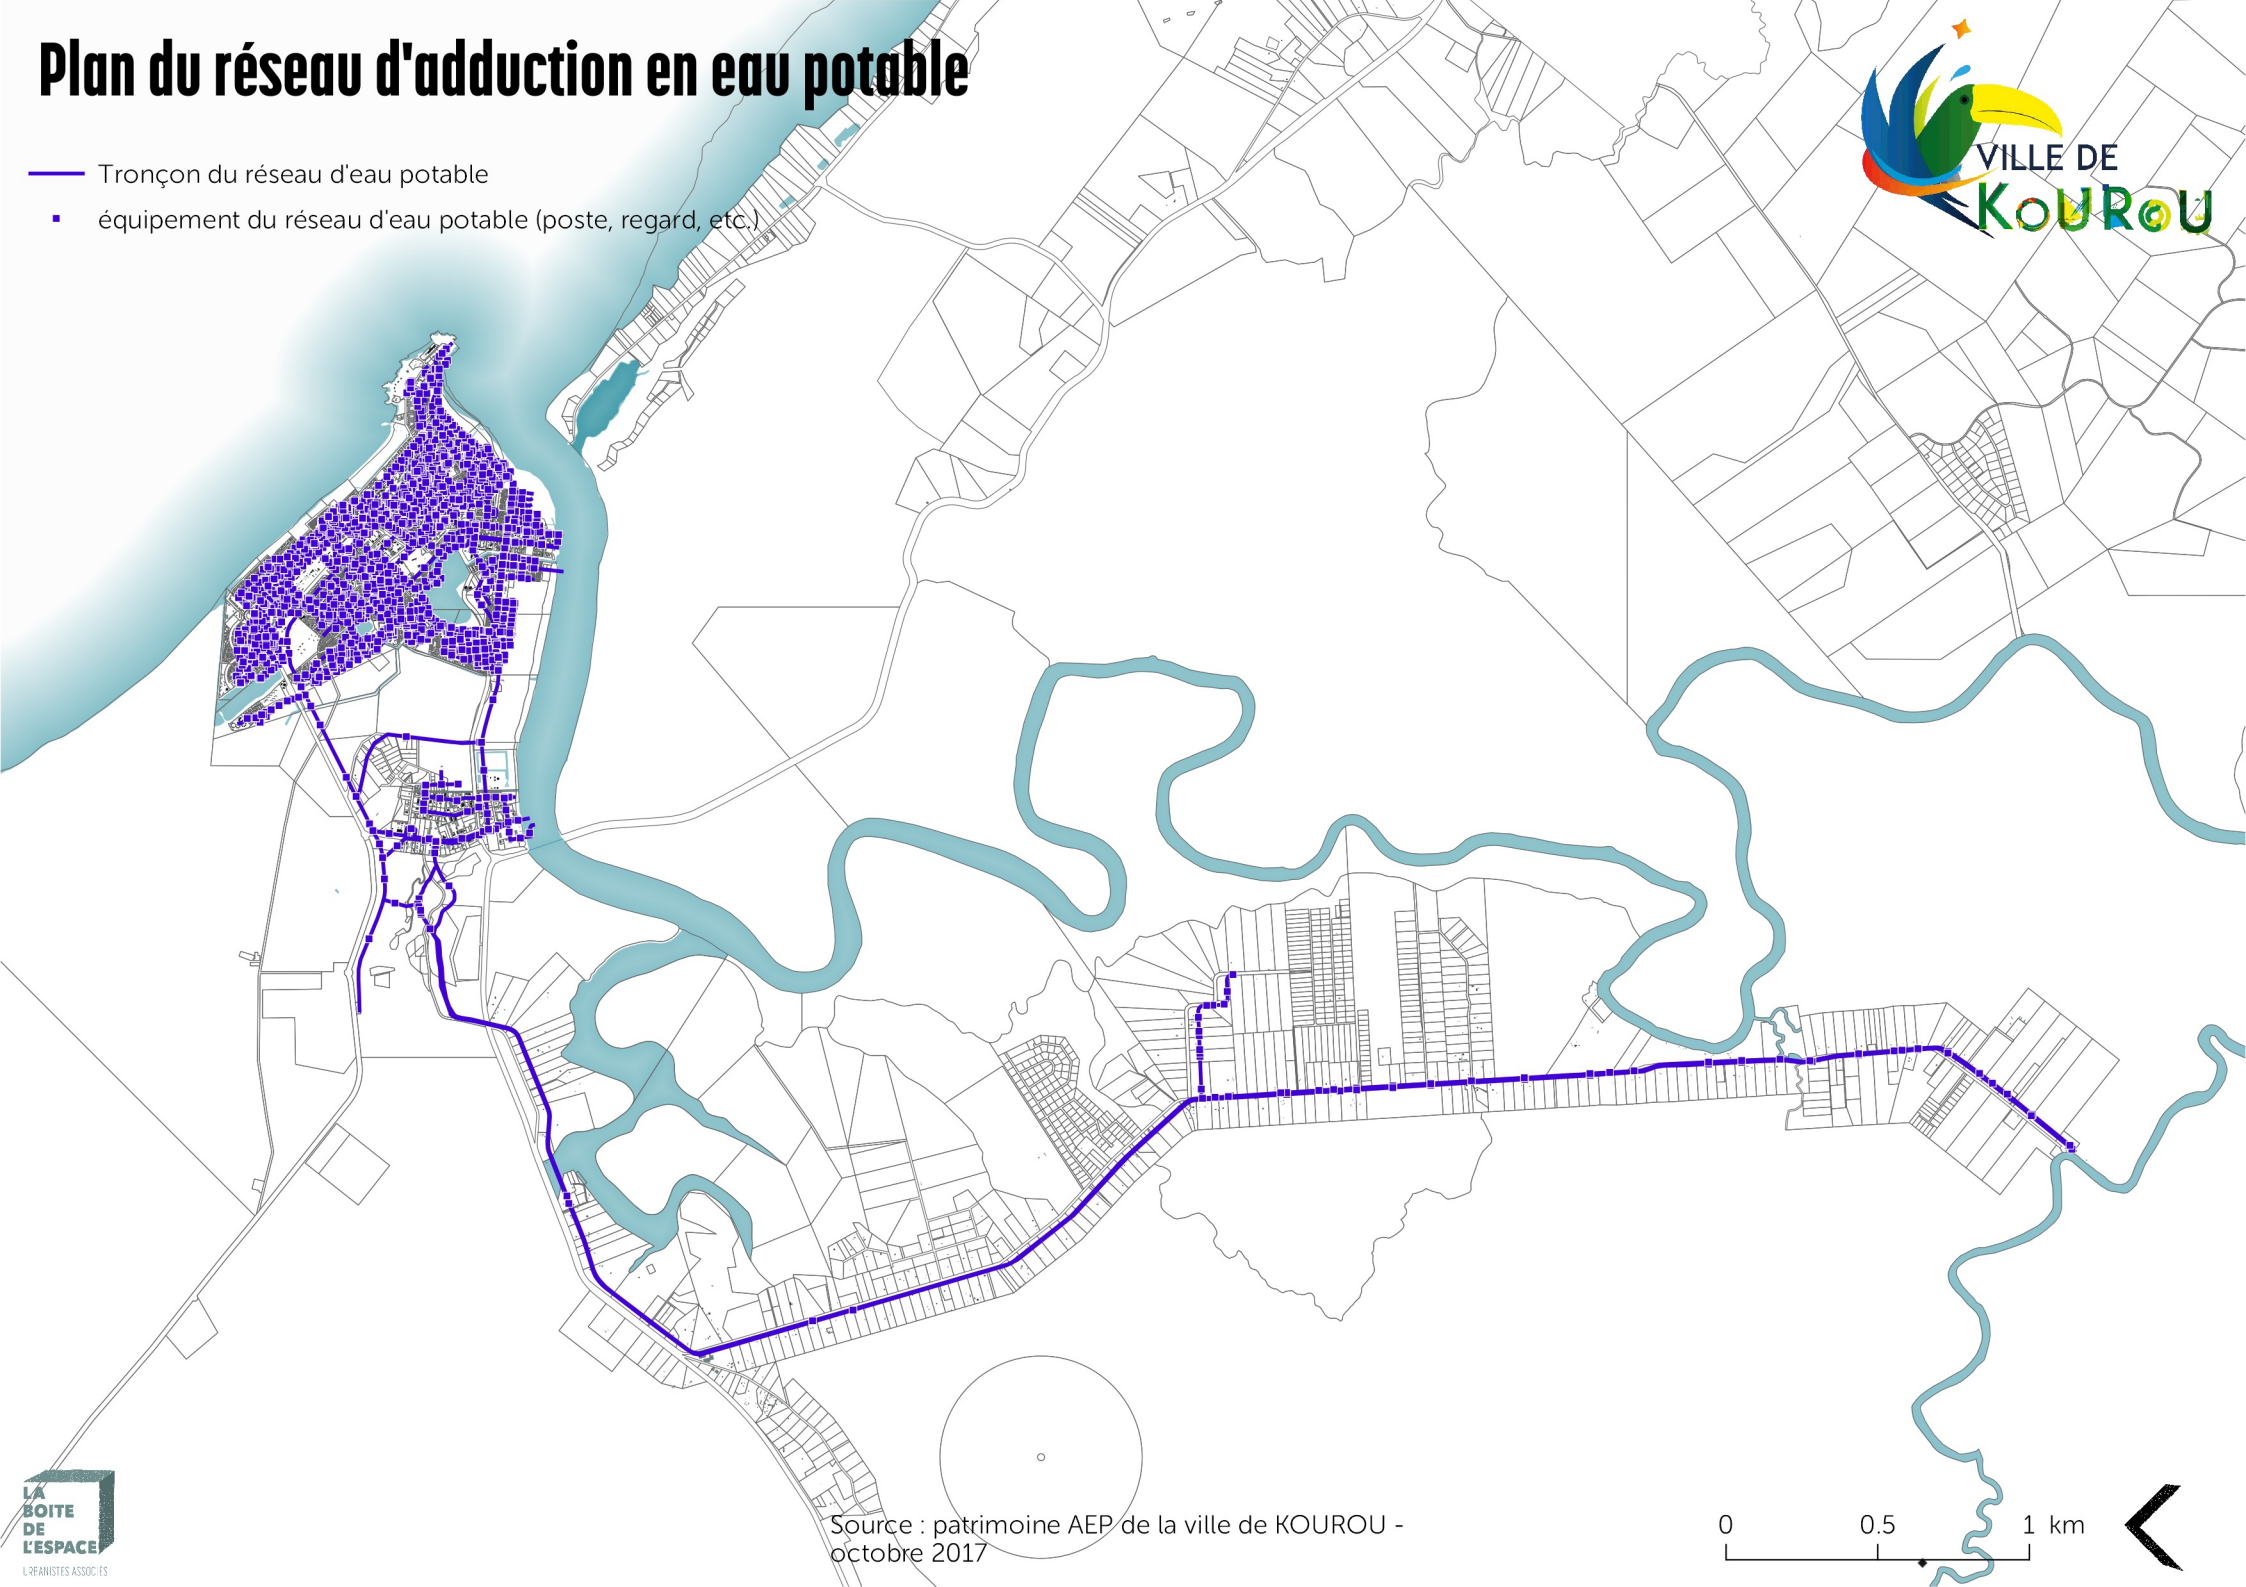 Plan du réseau d'adduction en eau potable
Tronçon du réseau d'eau potable
équipement du réseau d'eau potable (poste, regard, etc.)
VILLE DE
KOUROU
LA
BOITE
DE
L'ESPACE
URBANISTES ASSOCIÉS
Source : patrimoine AEP de la ville de KOUROU -
octobre 2017
0 0.5 1 km